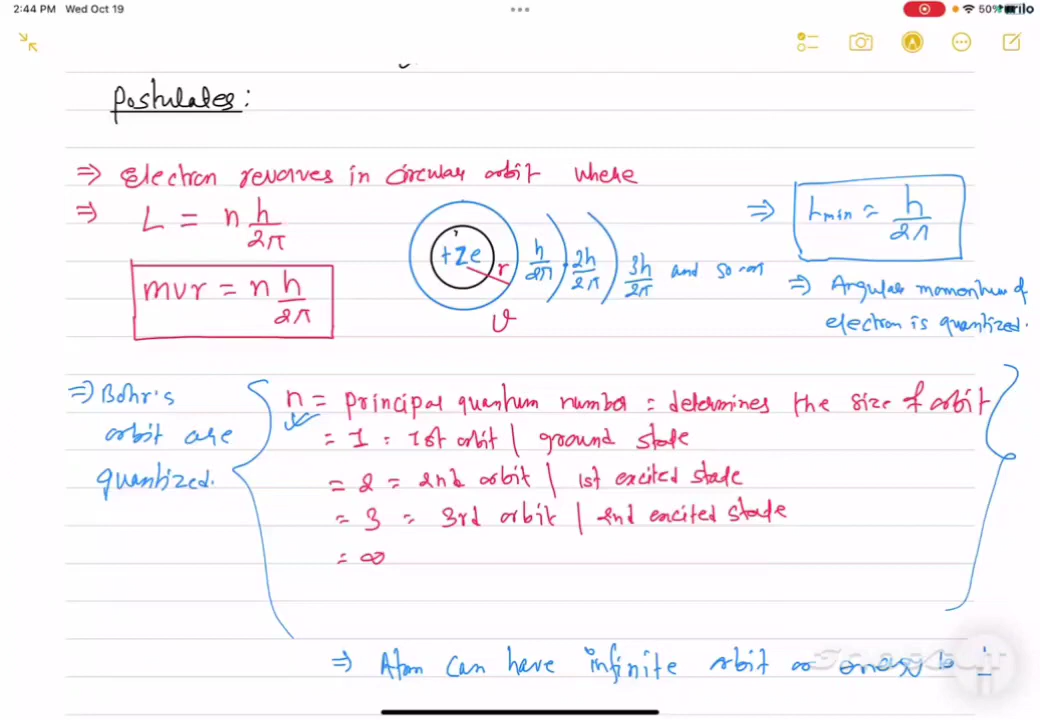 2:44 PM Wed Oct 19
50%
Postulates:
⇒ Electron revolves in circular orbit where
⇒ L = n h/2π
mvr = n h/2π
+Ze
r
v
h/2π
2h/2π
3h/2π and so on
⇒ Lmin = h/2π
⇒ Angular momentum of
electron is quantized.
⇒ Bohr's
orbit are
quantized.
n = principal quantum number = determines the size of orbit
= 1 = 1st orbit | ground state
= 2 = 2nd orbit | 1st excited state
= 3 = 3rd orbit | 2nd excited state
= ∞
⇒ Atom can have infinite orbit or energy